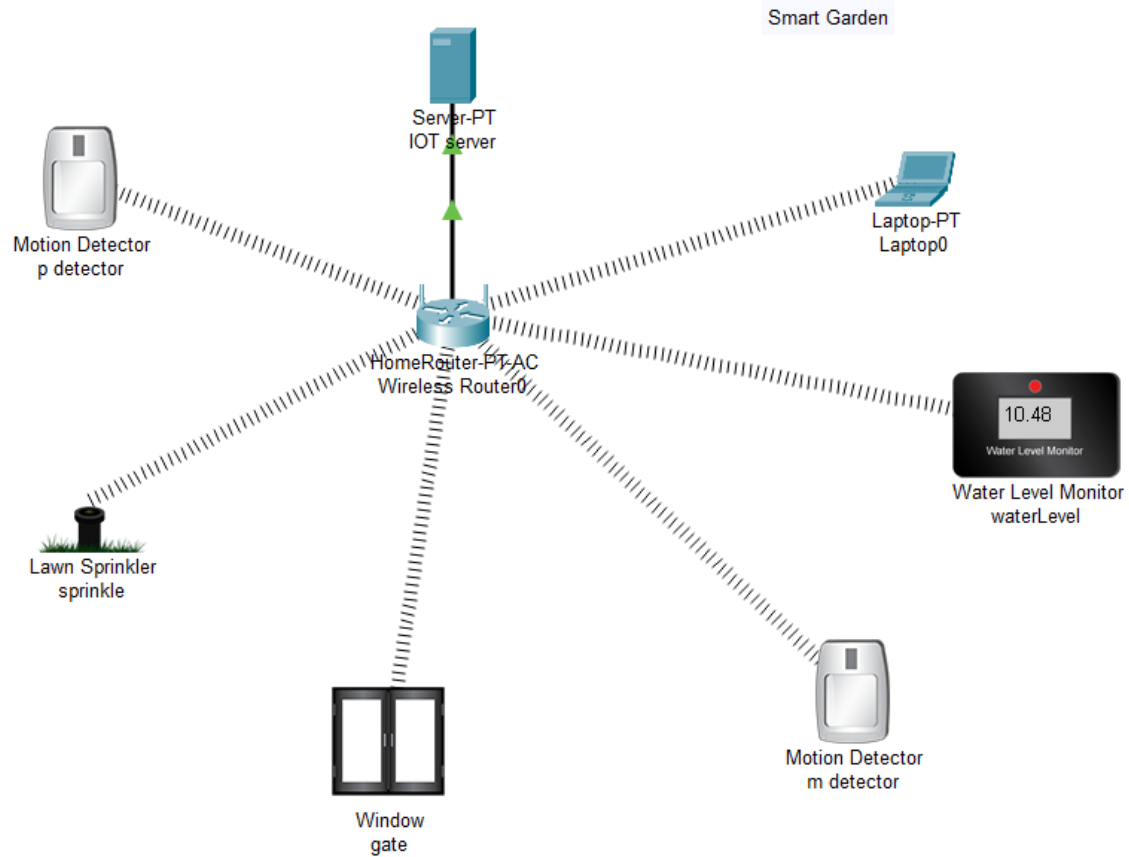 Smart Garden
Server-PT
IOT server
Motion Detector
p detector
Laptop-PT
Laptop0
HomeRouter-PT-AC
Wireless Router0
10.48
Water Level Monitor
Water Level Monitor
waterLevel
Lawn Sprinkler
sprinkle
Motion Detector
m detector
Window
gate